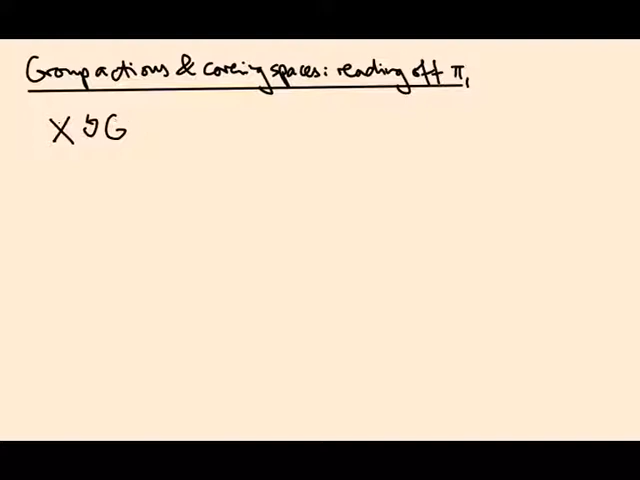 Group actions & covering spaces: reading off π₁
X ↺ G